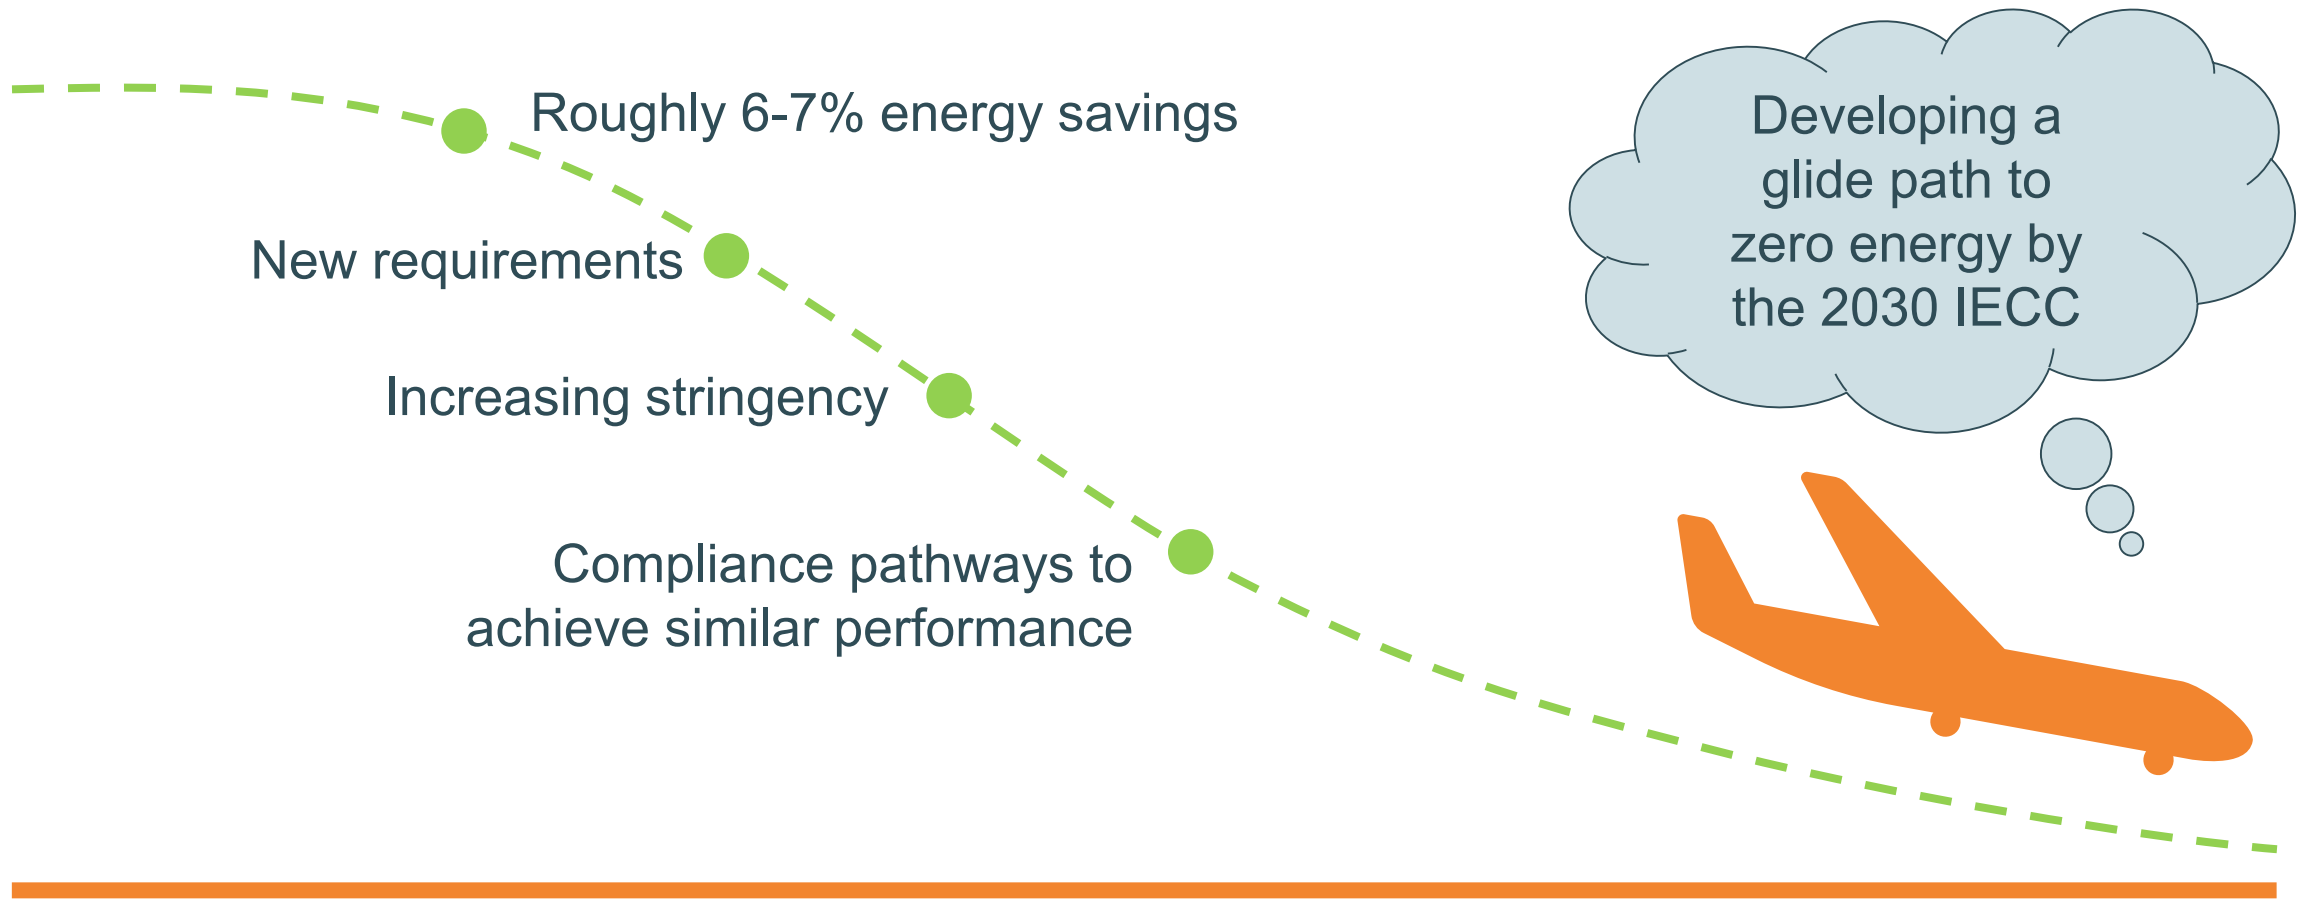 Roughly 6-7% energy savings
New requirements
Increasing stringency
Compliance pathways to
achieve similar performance
Developing a
glide path to
zero energy by
the 2030 IECC